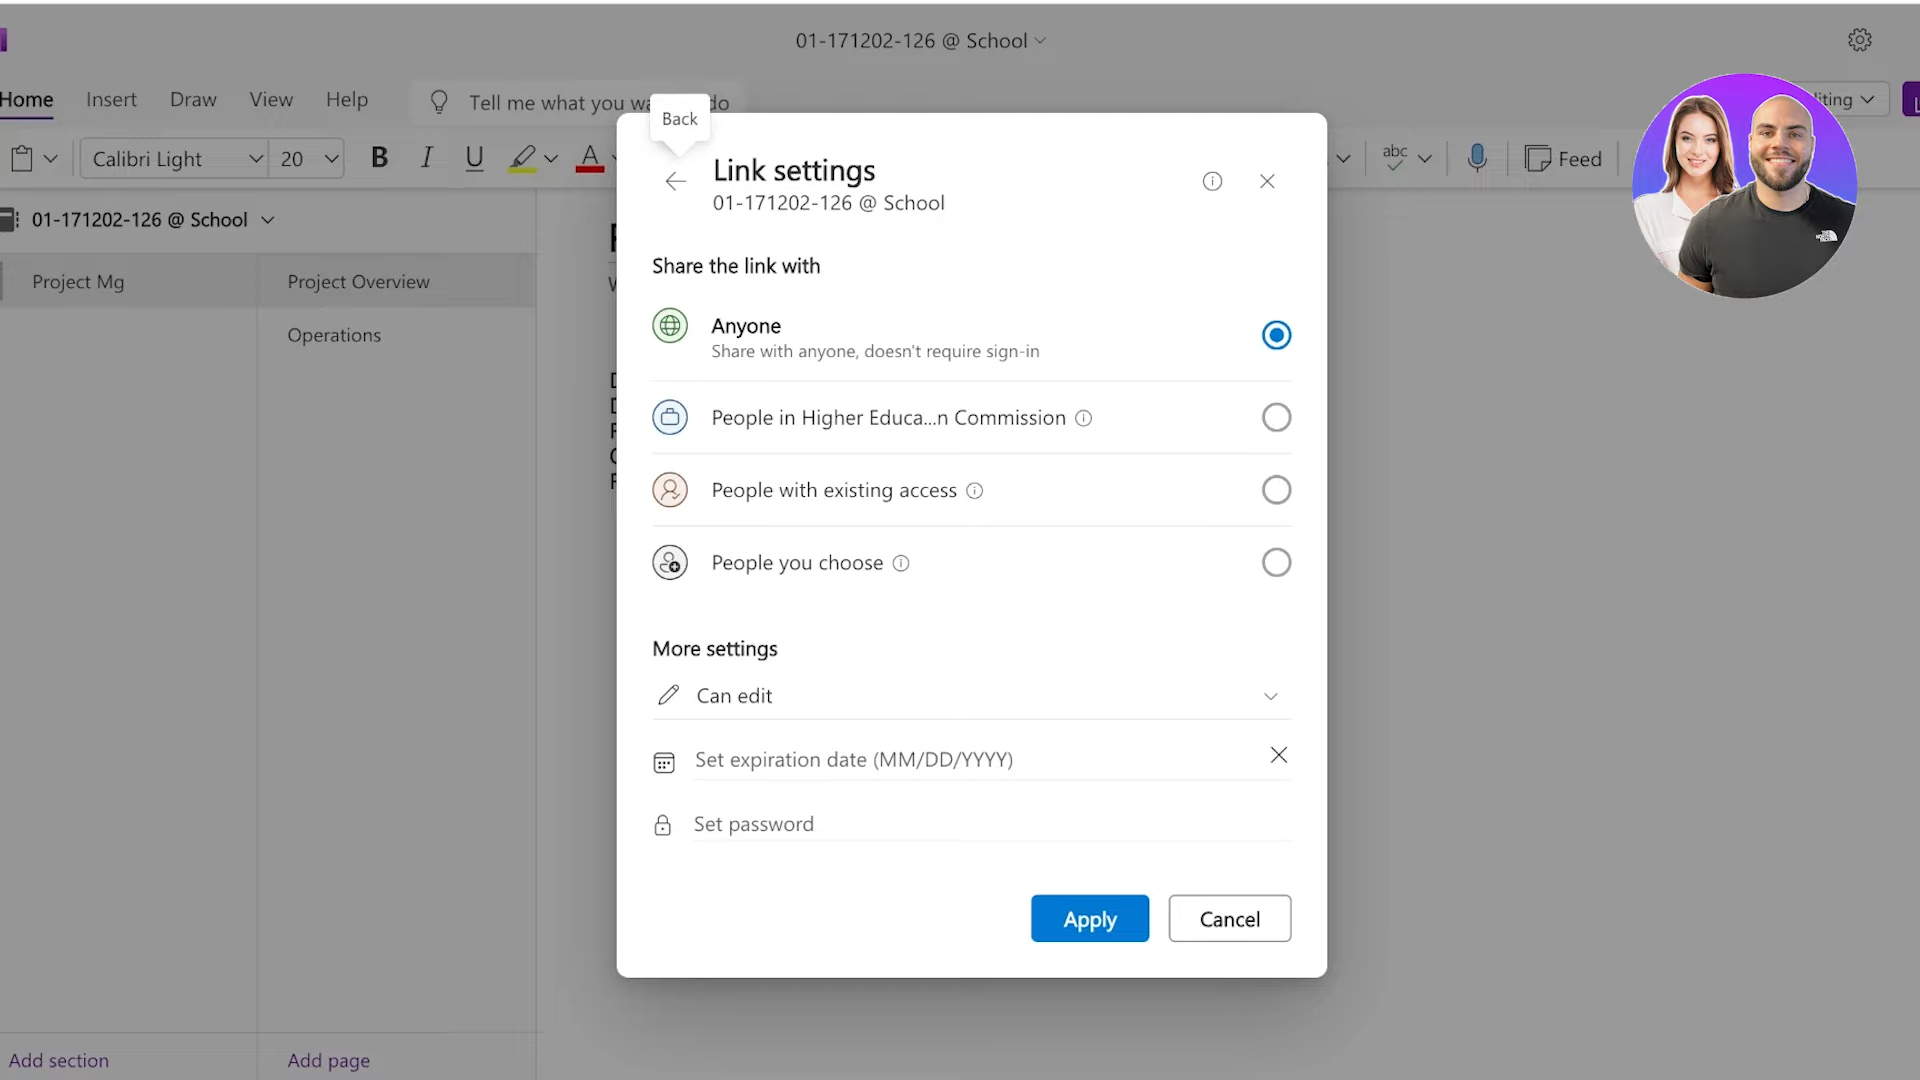 01-171202-126 @ School
Home Insert Draw View Help Tell me what you wa do
Back
Calibri Light 20 B I U A abc Feed
Link settings
01-171202-126 @ School
01-171202-126 @ School
Share the link with
Project Mg Project Overview
Operations
Anyone
Share with anyone, doesn't require sign-in
People in Higher Educa...n Commission
People with existing access
People you choose
More settings
Can edit
Set expiration date (MM/DD/YYYY)
Set password
Apply Cancel
Add section Add page